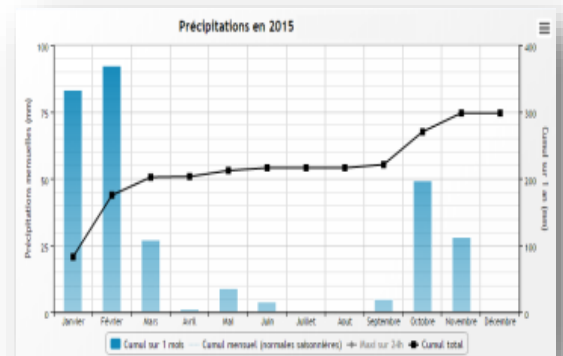 Précipitations en 2015
100
75
50
25
0
Précipitations mensuelles (mm)
400
300
200
100
0
Cumul sur 1 an (mm)
Janvier Février Mars Avril Mai Juin Juillet Aout Septembre Octobre Novembre Décembre
Cumul sur 1 mois Cumul mensuel (normales saisonnières) Maxi sur 24h Cumul total